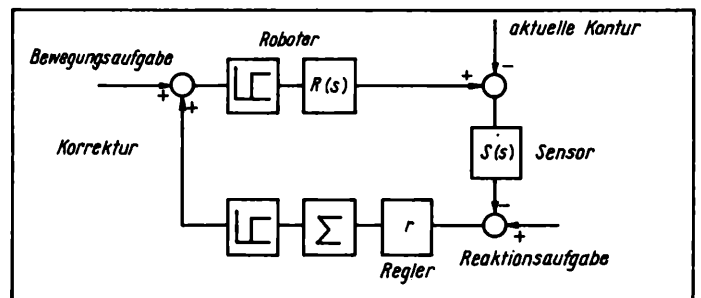 Roboter
aktuelle Kontur
Bewegungsaufgabe
R(s)
Korrektur
S(s) Sensor
Σ
r
Regler
Reaktionsaufgabe